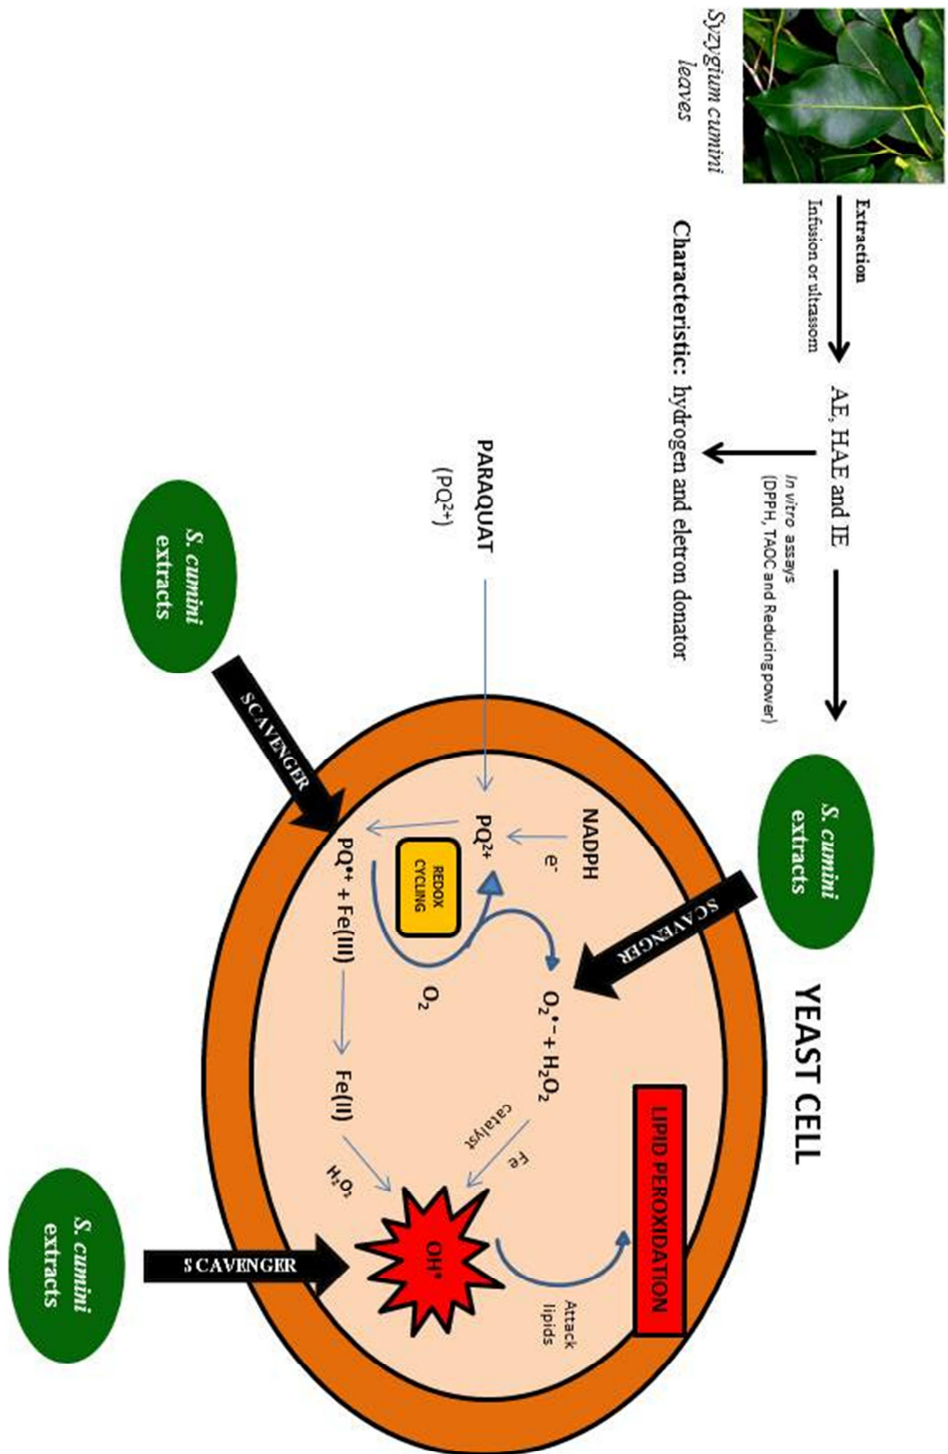 Syzygium cumini
leaves
Extraction
Infusion or ultrassom
AE, HAE and IE
In vitro assays
(DPPH, TAOC and Reducing power)
Characteristic: hydrogen and eletron donator
S. cumini
extracts
SCAVENGER
YEAST CELL
PARAQUAT
(PQ²⁺)
NADPH
e⁻
PQ²⁺
REDOX
CYCLING
O₂
O₂•⁻ + H₂O₂
Fe
catalyst
LIPID PEROXIDATION
Attack
lipids
OH•
PQ•⁺ + Fe(III)
Fe(II)
H₂O₂
S. cumini
extracts
SCAVENGER
S. cumini
extracts
SCAVENGER